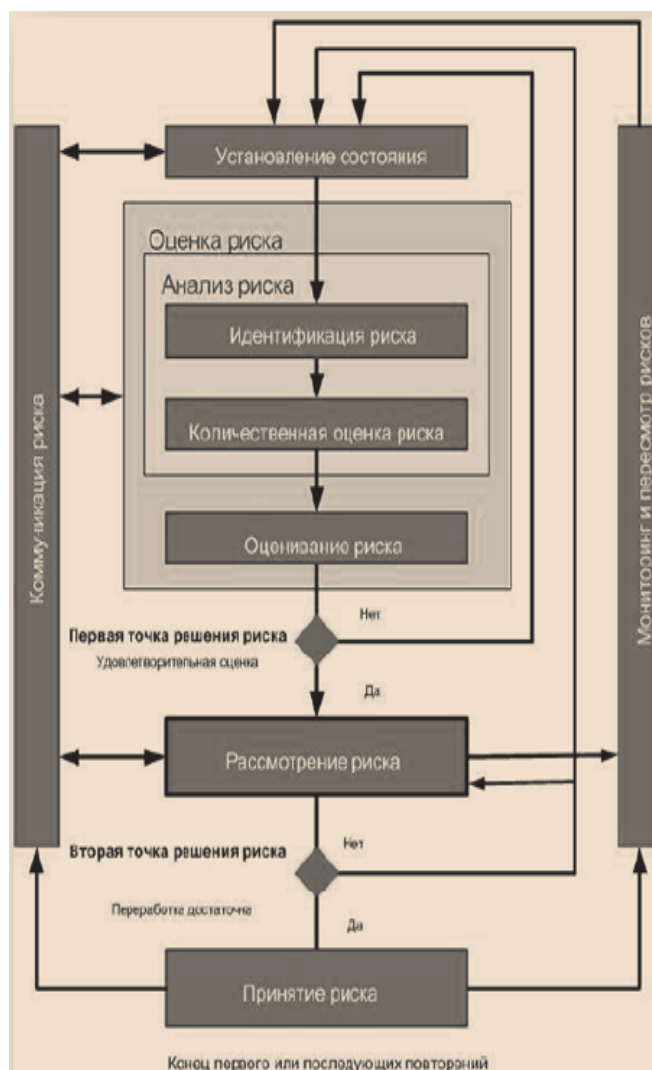 Установление состояния
Оценка риска
Анализ риска
Идентификация риска
Количественная оценка риска
Оценивание риска
Коммуникация риска
Мониторинг и пересмотр рисков
Нет
Первая точка решения риска
Удовлетворительная оценка
Да
Рассмотрение риска
Нет
Вторая точка решения риска
Переработка достаточна
Да
Принятие риска
Конец первого или последующих повторений